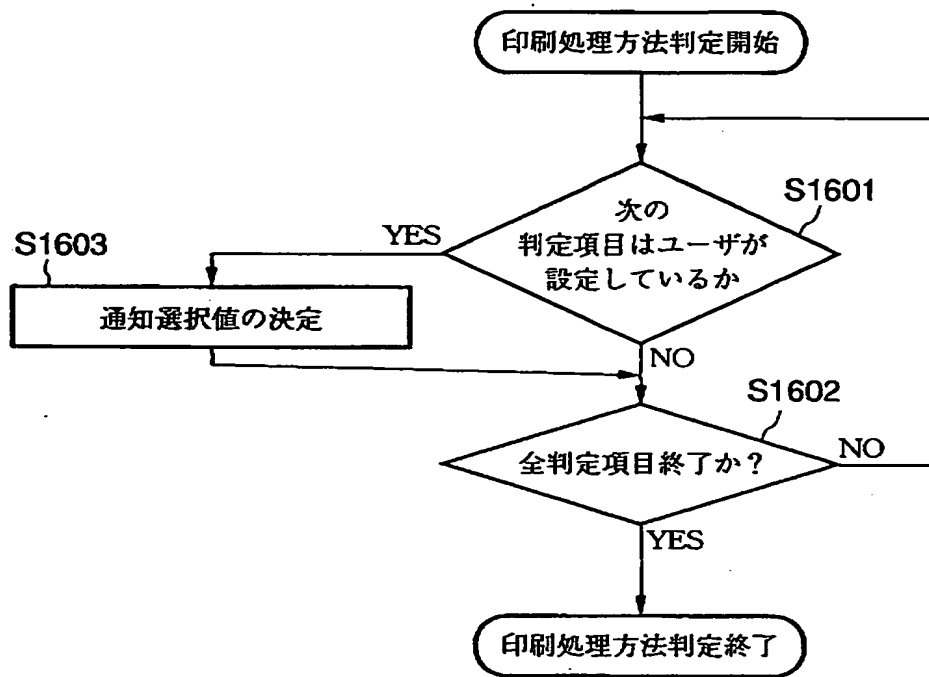 印刷処理方法判定開始
S1601
次の
判定項目はユーザが
設定しているか
YES
S1603
通知選択値の決定
NO
S1602
全判定項目終了か？
NO
YES
印刷処理方法判定終了